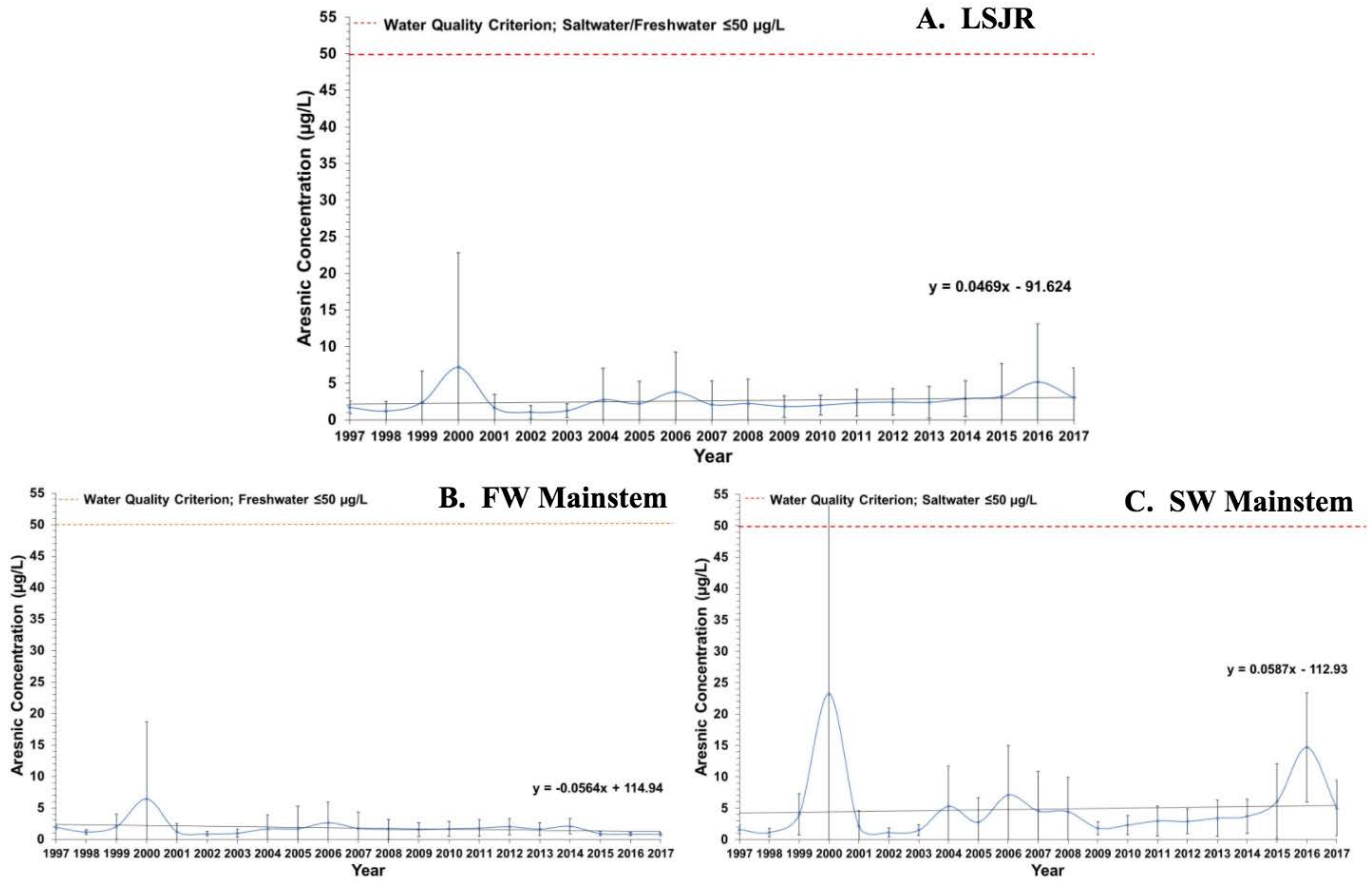 A. LSJR
Water Quality Criterion; Saltwater/Freshwater ≤50 µg/L
55
50
45
40
35
30
25
20
15
10
5
0
Aresnic Concentration (µg/L)
y = 0.0469x - 91.624
1997 1998 1999 2000 2001 2002 2003 2004 2005 2006 2007 2008 2009 2010 2011 2012 2013 2014 2015 2016 2017
Year
B. FW Mainstem
Water Quality Criterion; Freshwater ≤50 µg/L
55
50
45
40
35
30
25
20
15
10
5
0
Aresnic Concentration (µg/L)
y = -0.0564x + 114.94
1997 1998 1999 2000 2001 2002 2003 2004 2005 2006 2007 2008 2009 2010 2011 2012 2013 2014 2015 2016 2017
Year
C. SW Mainstem
Water Quality Criterion; Saltwater ≤50 µg/L
55
50
45
40
35
30
25
20
15
10
5
0
Aresnic Concentration (µg/L)
y = 0.0587x - 112.93
1997 1998 1999 2000 2001 2002 2003 2004 2005 2006 2007 2008 2009 2010 2011 2012 2013 2014 2015 2016 2017
Year